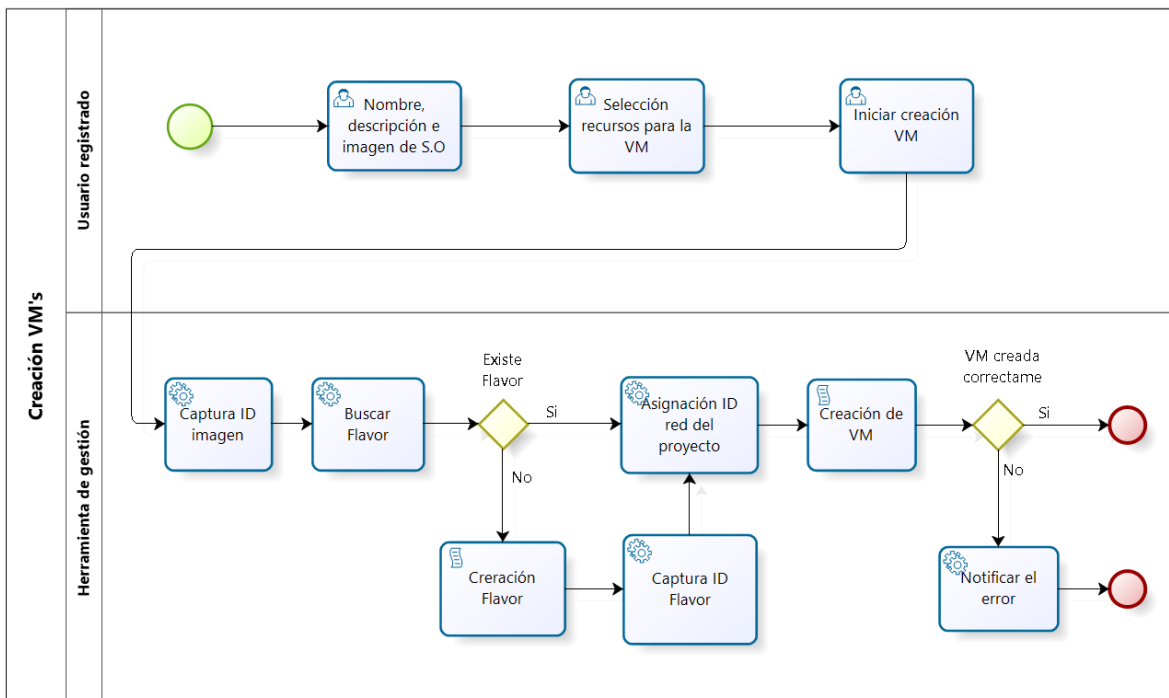 Creación VM's
Usuario registrado
Nombre,
descripción e
imagen de S.O
Selección
recursos para la
VM
Iniciar creación
VM
Herramienta de gestión
Captura ID
imagen
Buscar
Flavor
Existe
Flavor
Si
No
Creración
Flavor
Captura ID
Flavor
Asignación ID
red del
proyecto
Creación de
VM
VM creada
correctame
Si
No
Notificar el
error